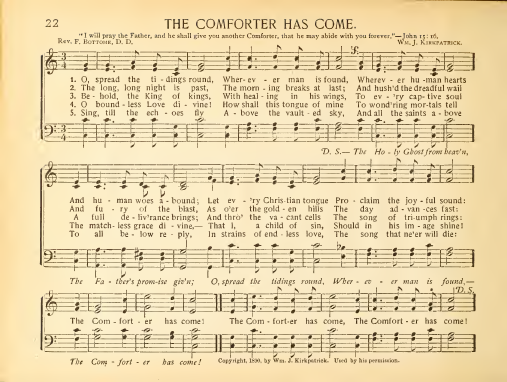 22
THE COMFORTER HAS COME.
"I will pray the Father, and he shall give you another Comforter, that he may abide with you forever."—John 15: 16,
Rev. F. Bottome, D. D. Wm. J. Kirkpatrick.
1. O, spread the ti - dings round, Wher- ev - er man is found, Wherev - er hu - man hearts
2. The long, long night is past, The morn - ing breaks at last; And hush'd the dreadful wail
3. Be - hold, the King of kings, With heal - ing in his wings, To ev - 'ry cap - tive soul
4. O bound - less Love di - vine! How shall this tongue of mine To wond'ring mor-tals tell
5. Sing, till the ech - oes fly A - bove the vault - ed sky, And all the saints a - bove
D. S.— The Ho - ly Ghost from heav'n,
And hu - man woes a - bound; Let ev - 'ry Chris-tian tongue Pro - claim the joy - ful sound:
And fu - ry of the blast, As o'er the gold - en hills The day ad - van - ces fast:
A full de - liv'rance brings; And thro' the va - cant cells The song of tri - umph rings:
The match - less grace di - vine,— That I, a child of sin, Should in his im - age shine!
To all be - low re - ply, In strains of end - less love, The song that ne'er will die:
The Fa - ther's prom-ise giv'n; O, spread the tidings round, Wher - ev - er man is found,—
D. S.
The Com - fort - er has come! The Com - fort-er has come, The Comfort - er has come!
The Com - fort - er has come! Copyright, 1890, by Wm. J. Kirkpatrick. Used by his permission.